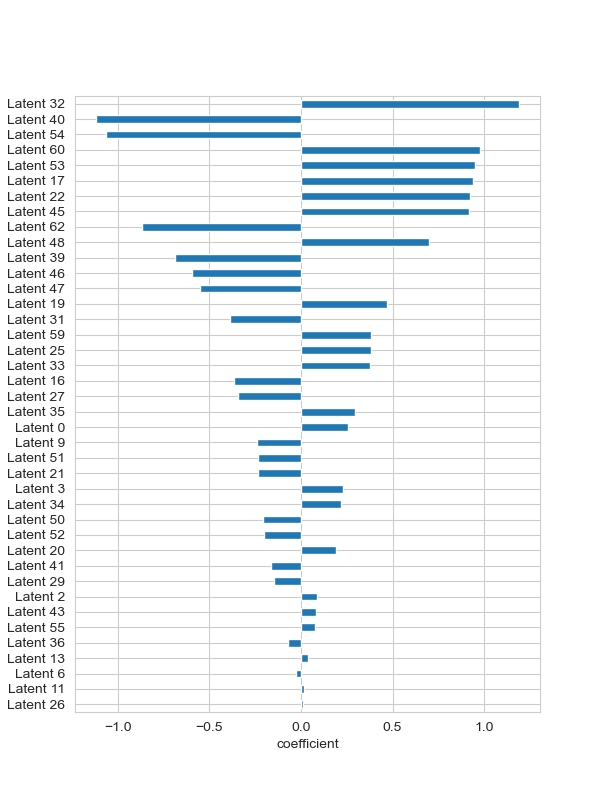 Latent 32
Latent 40
Latent 54
Latent 60
Latent 53
Latent 17
Latent 22
Latent 45
Latent 62
Latent 48
Latent 39
Latent 46
Latent 47
Latent 19
Latent 31
Latent 59
Latent 25
Latent 33
Latent 16
Latent 27
Latent 35
Latent 0
Latent 9
Latent 51
Latent 21
Latent 3
Latent 34
Latent 50
Latent 52
Latent 20
Latent 41
Latent 29
Latent 2
Latent 43
Latent 55
Latent 36
Latent 13
Latent 6
Latent 11
Latent 26
−1.0 −0.5 0.0 0.5 1.0
coefficient